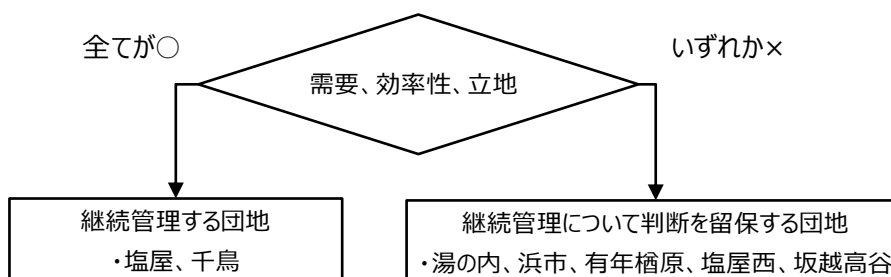 全てが○
いずれか×
需要、効率性、立地
継続管理する団地
・塩屋、千鳥
継続管理について判断を留保する団地
・湯の内、浜市、有年楢原、塩屋西、坂越高谷